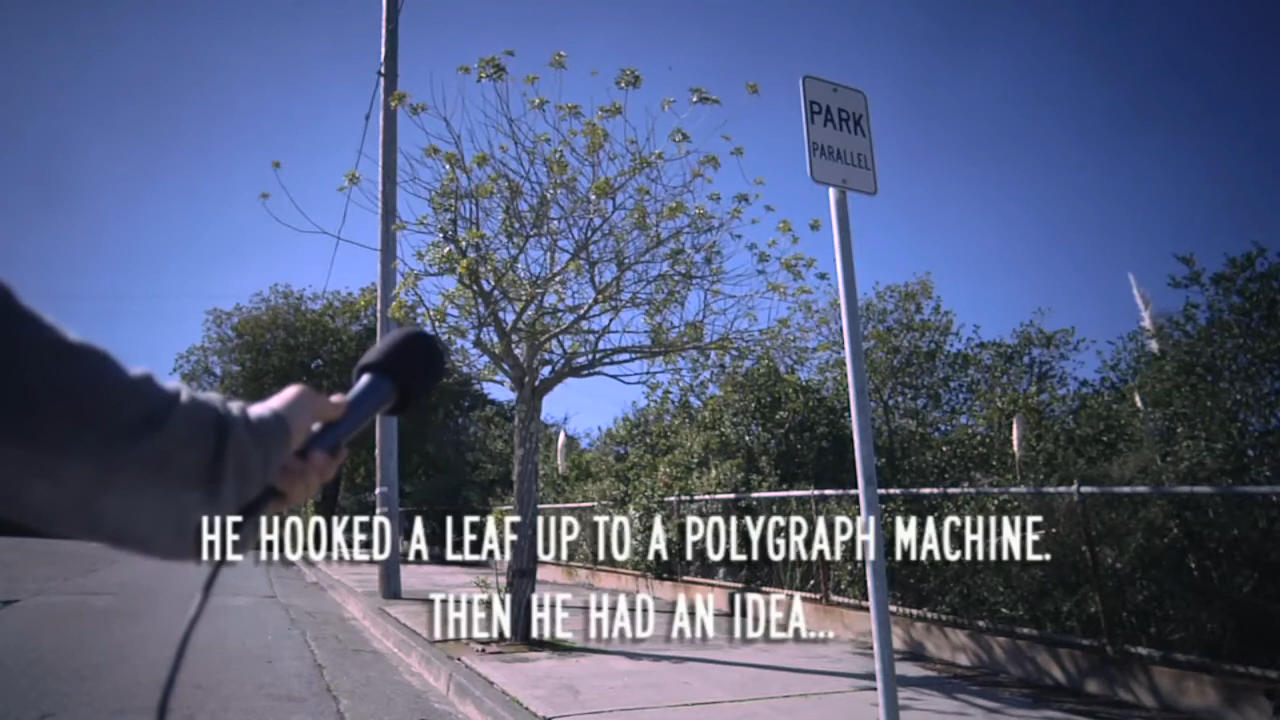 PARK
PARALLEL
HE HOOKED A LEAF UP TO A POLYGRAPH MACHINE.
THEN HE HAD AN IDEA...